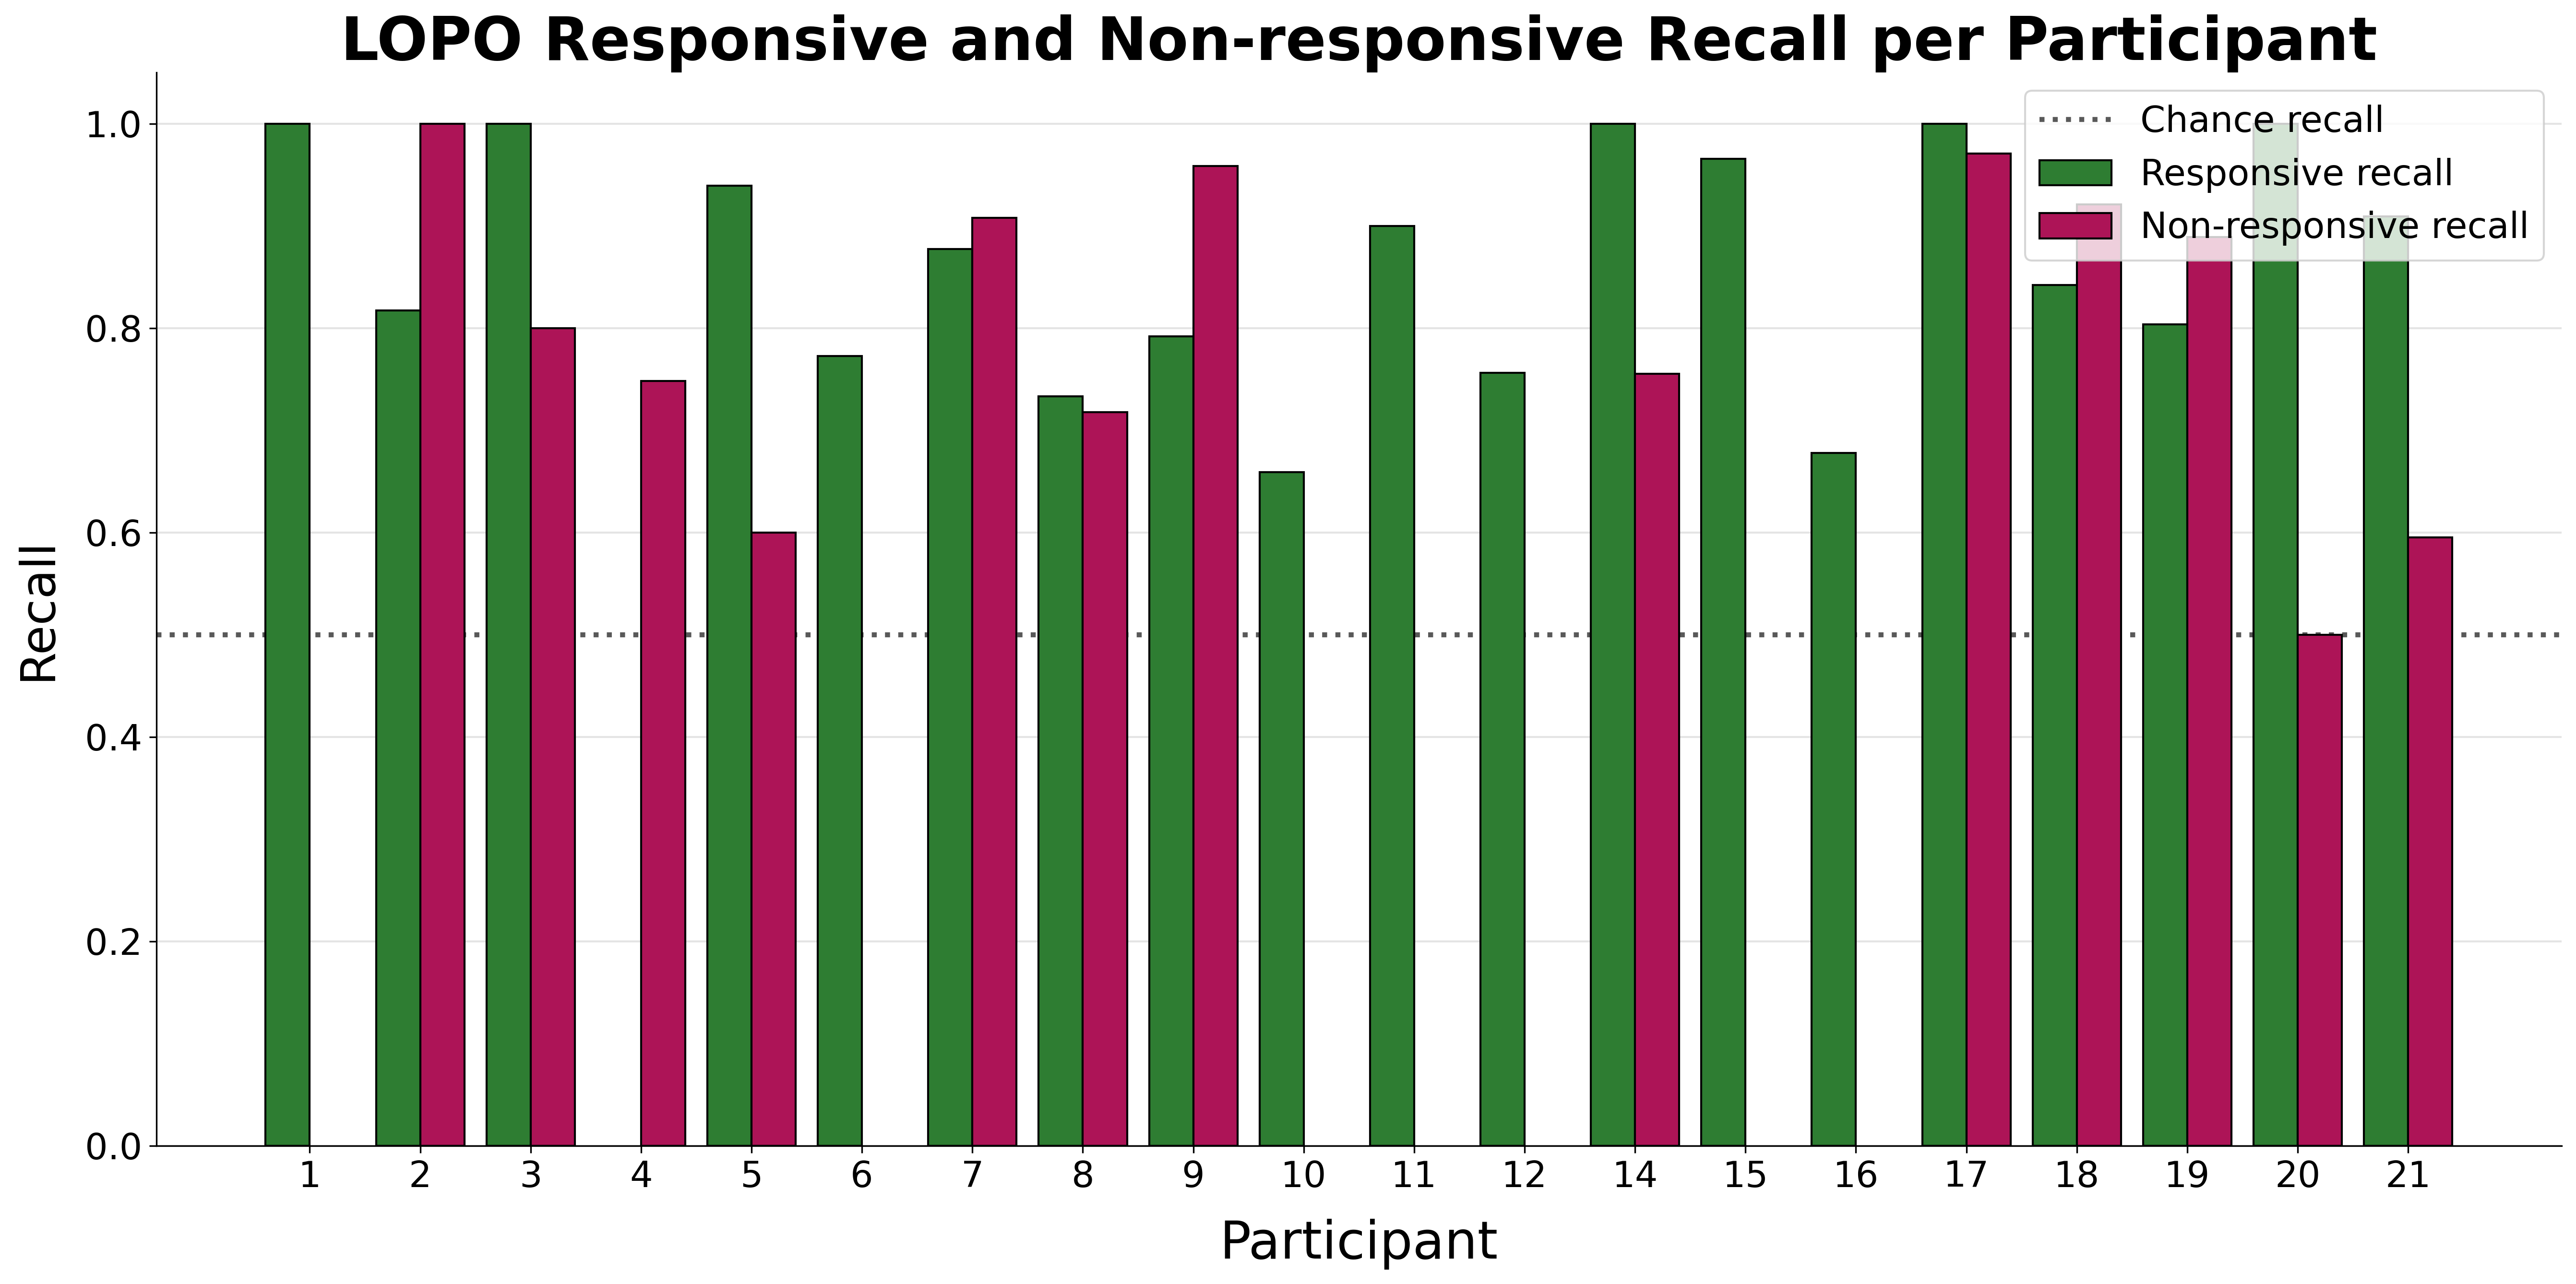 LOPO Responsive and Non-responsive Recall per Participant
Chance recall
Responsive recall
Non-responsive recall
1.0
0.8
0.6
0.4
0.2
0.0
Recall
1 2 3 4 5 6 7 8 9 10 11 12 14 15 16 17 18 19 20 21
Participant